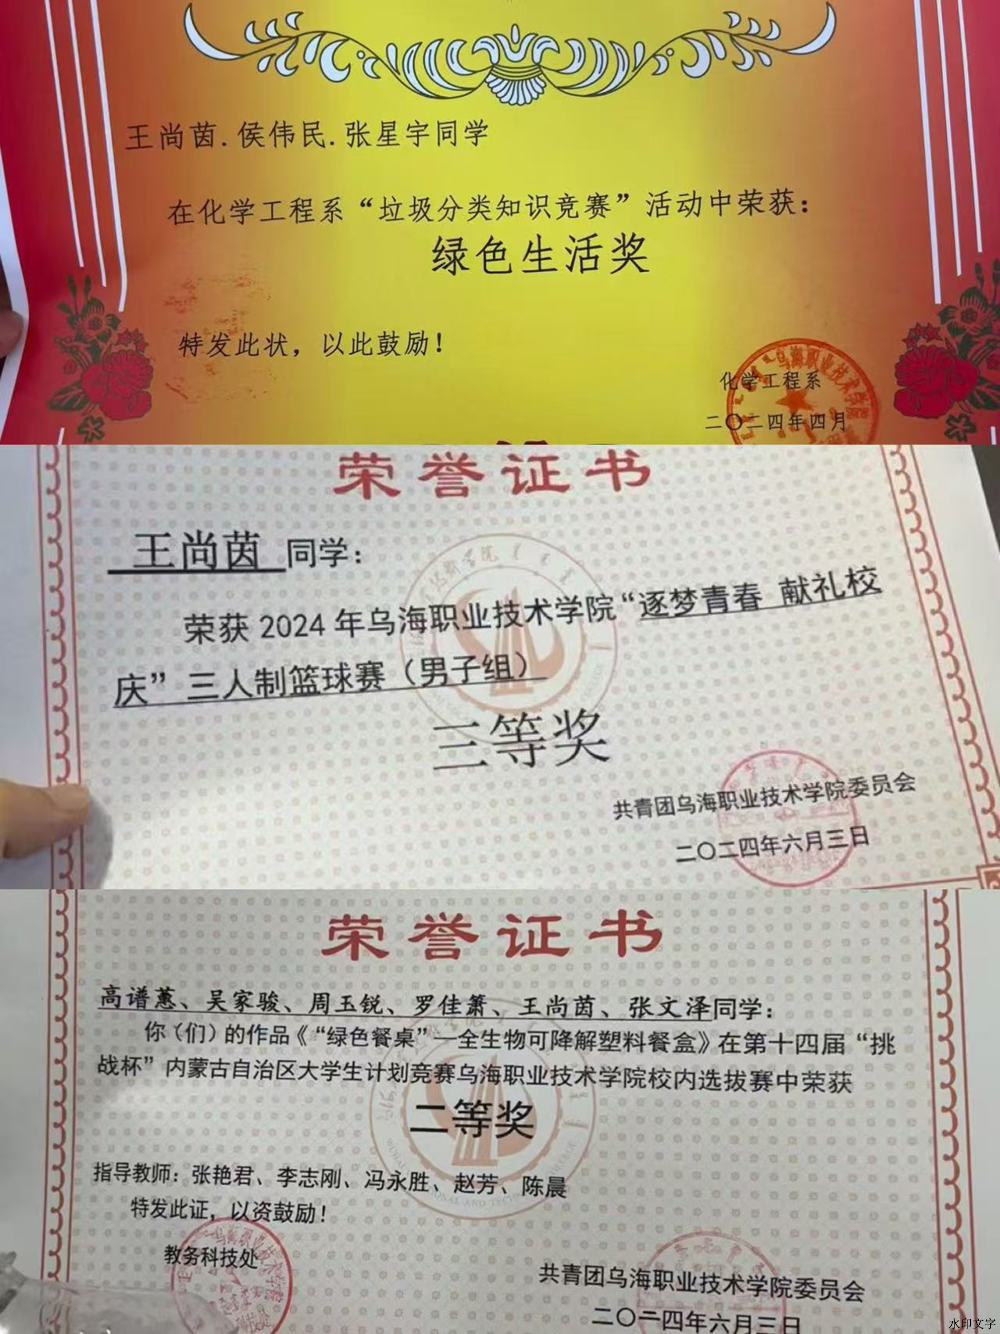 王尚茵.侯伟民.张星宇同学
在化学工程系“垃圾分类知识竞赛”活动中荣获：
绿色生活奖
特发此状，以此鼓励！
化学工程系
二〇二四年四月
荣誉证书
王尚茵 同学：
荣获 2024 年乌海职业技术学院“逐梦青春 献礼校
庆” 三人制篮球赛（男子组）
三等奖
共青团乌海职业技术学院委员会
二〇二四年六月三日
荣誉证书
高谱蕙、吴家骏、周玉锐、罗佳箫、王尚茵、张文泽同学：
你（们）的作品《“绿色餐桌”—全生物可降解塑料餐盒》在第十四届“挑
战杯”内蒙古自治区大学生计划竞赛乌海职业技术学院校内选拔赛中荣获
二等奖
指导教师：张艳君、李志刚、冯永胜、赵芳、陈晨
特发此证，以资鼓励！
教务科技处
共青团乌海职业技术学院委员会
二〇二四年六月三日
水印文字